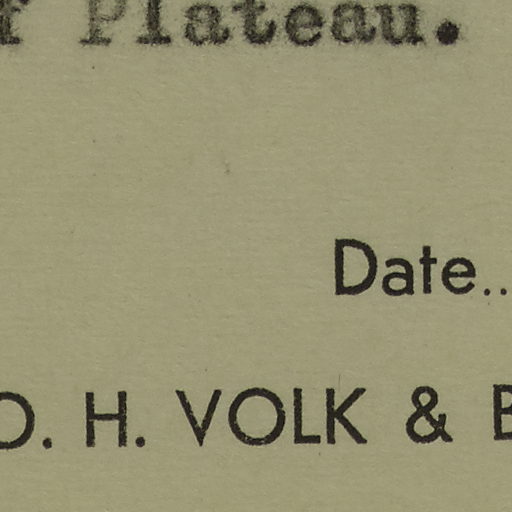 Plateau.
Date..
O. H. VOLK &